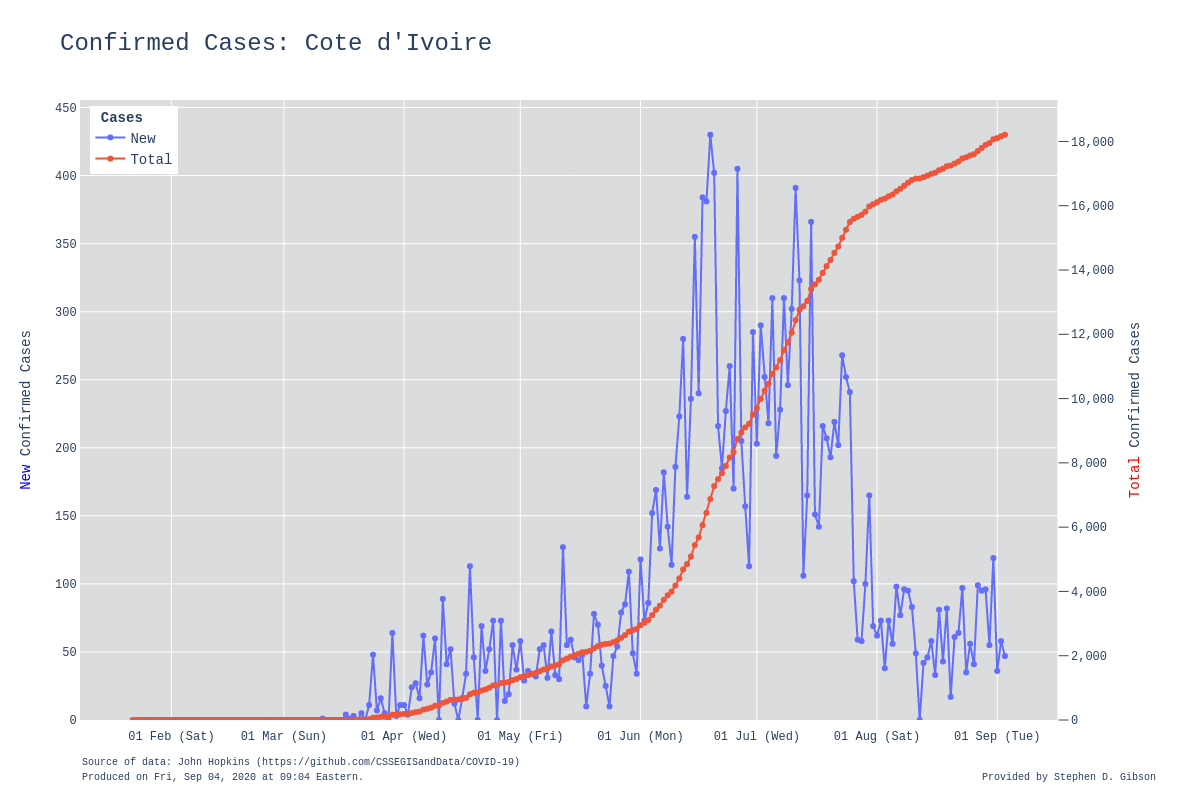 Confirmed Cases: Cote d'Ivoire
Cases
New
Total
450
400
350
300
250
200
150
100
50
0
18,000
16,000
14,000
12,000
10,000
8,000
6,000
4,000
2,000
0
New Confirmed Cases
Total Confirmed Cases
01 Feb (Sat) 01 Mar (Sun) 01 Apr (Wed) 01 May (Fri) 01 Jun (Mon) 01 Jul (Wed) 01 Aug (Sat) 01 Sep (Tue)
Source of data: John Hopkins (https://github.com/CSSEGISandData/COVID-19)
Produced on Fri, Sep 04, 2020 at 09:04 Eastern.
Provided by Stephen D. Gibson